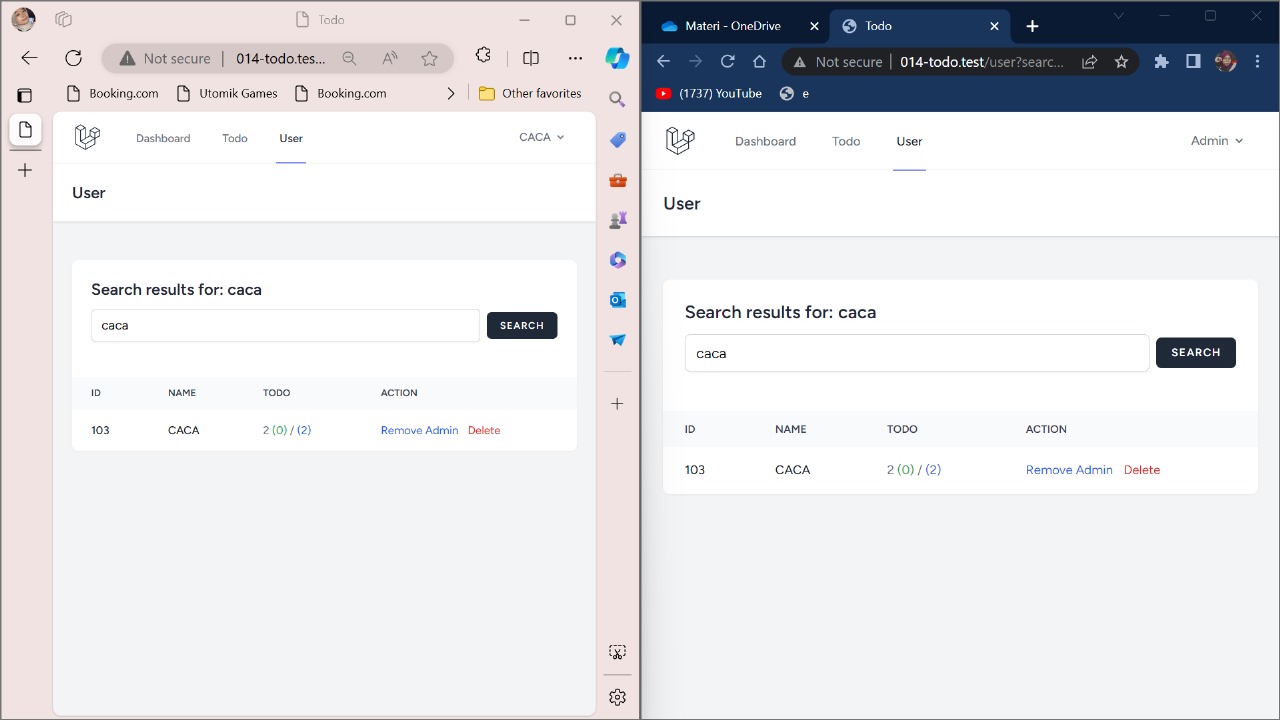 Todo
Not secure | 014-todo.tes...
Booking.com
Utomik Games
Booking.com
Other favorites
Dashboard
Todo
User
CACA
User
Search results for: caca
caca
SEARCH
ID NAME TODO ACTION
103 CACA 2 (0) / (2) Remove Admin Delete
Materi - OneDrive
Todo
Not secure | 014-todo.test/user?searc...
(1737) YouTube
e
Dashboard
Todo
User
Admin
User
Search results for: caca
caca
SEARCH
ID NAME TODO ACTION
103 CACA 2 (0) / (2) Remove Admin Delete